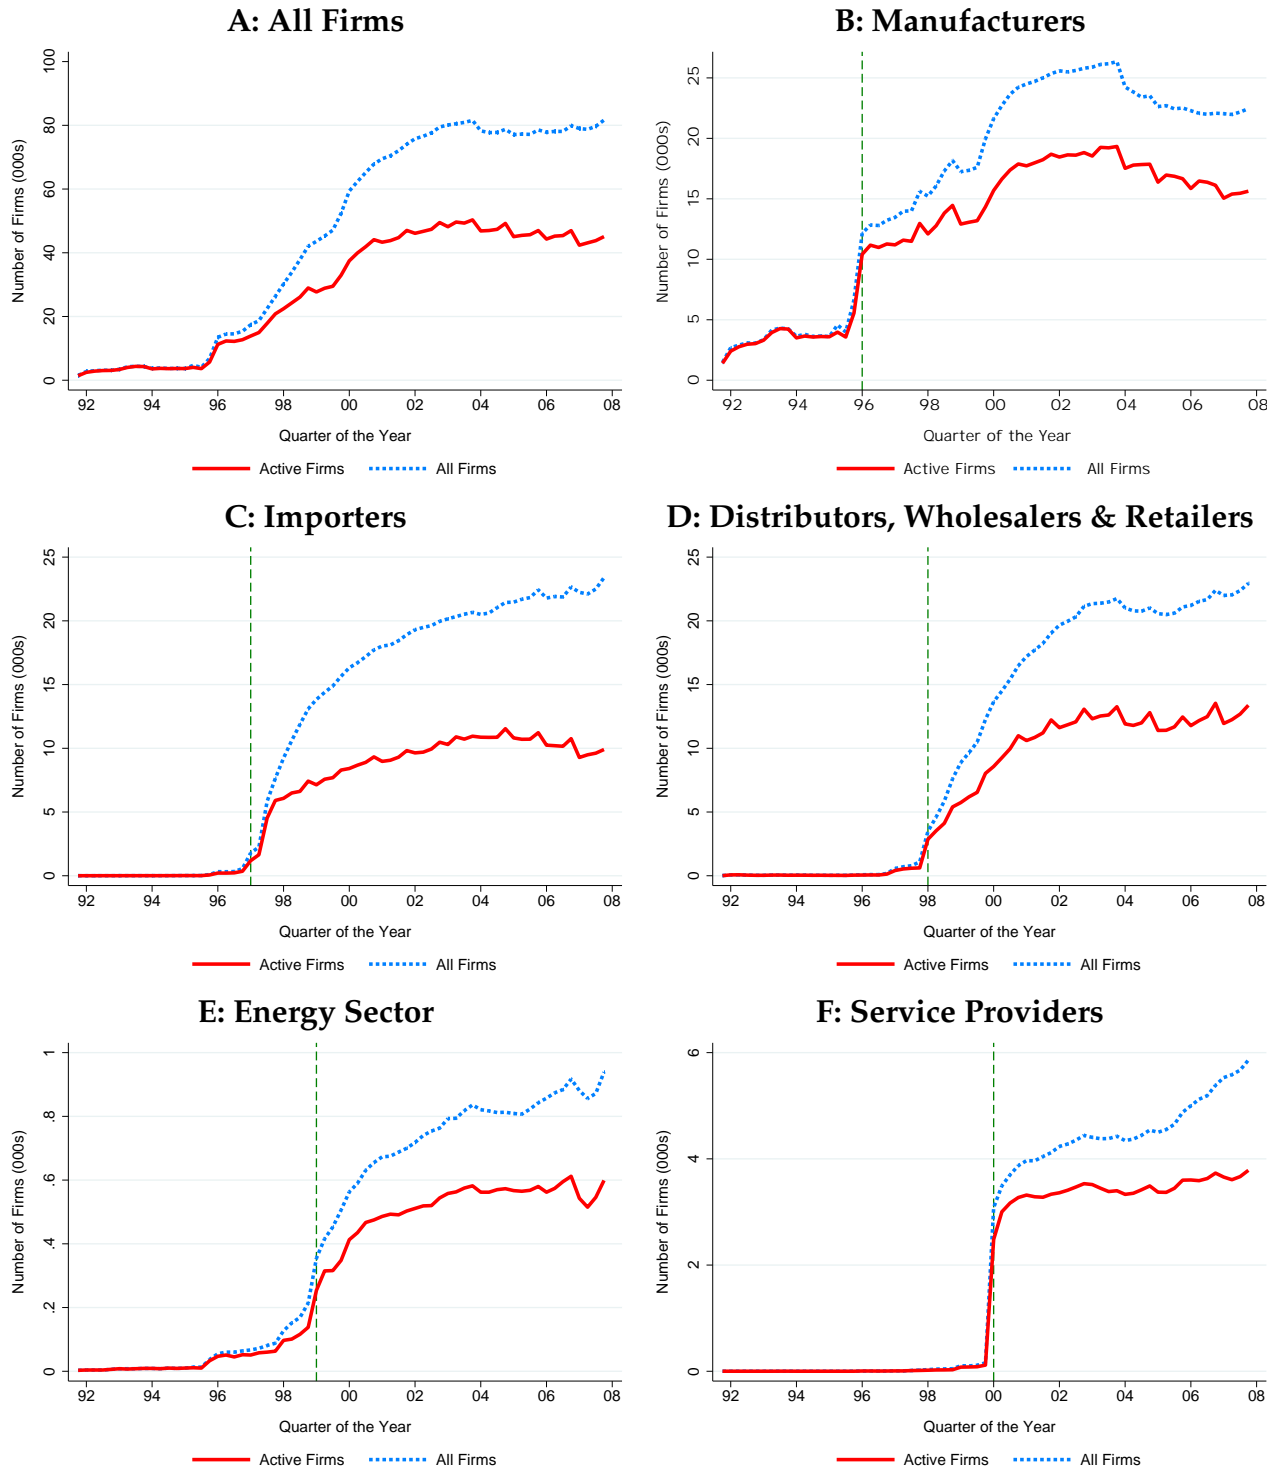 A: All Firms
Number of Firms (000s)
100
80
60
40
20
0
92 94 96 98 00 02 04 06 08
Quarter of the Year
Active Firms All Firms
B: Manufacturers
Number of Firms (000s)
25
20
15
10
5
0
92 94 96 98 00 02 04 06 08
Quarter of the Year
Active Firms All Firms
C: Importers
Number of Firms (000s)
25
20
15
10
5
0
92 94 96 98 00 02 04 06 08
Quarter of the Year
Active Firms All Firms
D: Distributors, Wholesalers & Retailers
Number of Firms (000s)
25
20
15
10
5
0
92 94 96 98 00 02 04 06 08
Quarter of the Year
Active Firms All Firms
E: Energy Sector
Number of Firms (000s)
1
.8
.6
.4
.2
0
92 94 96 98 00 02 04 06 08
Quarter of the Year
Active Firms All Firms
F: Service Providers
Number of Firms (000s)
6
4
2
0
92 94 96 98 00 02 04 06 08
Quarter of the Year
Active Firms All Firms